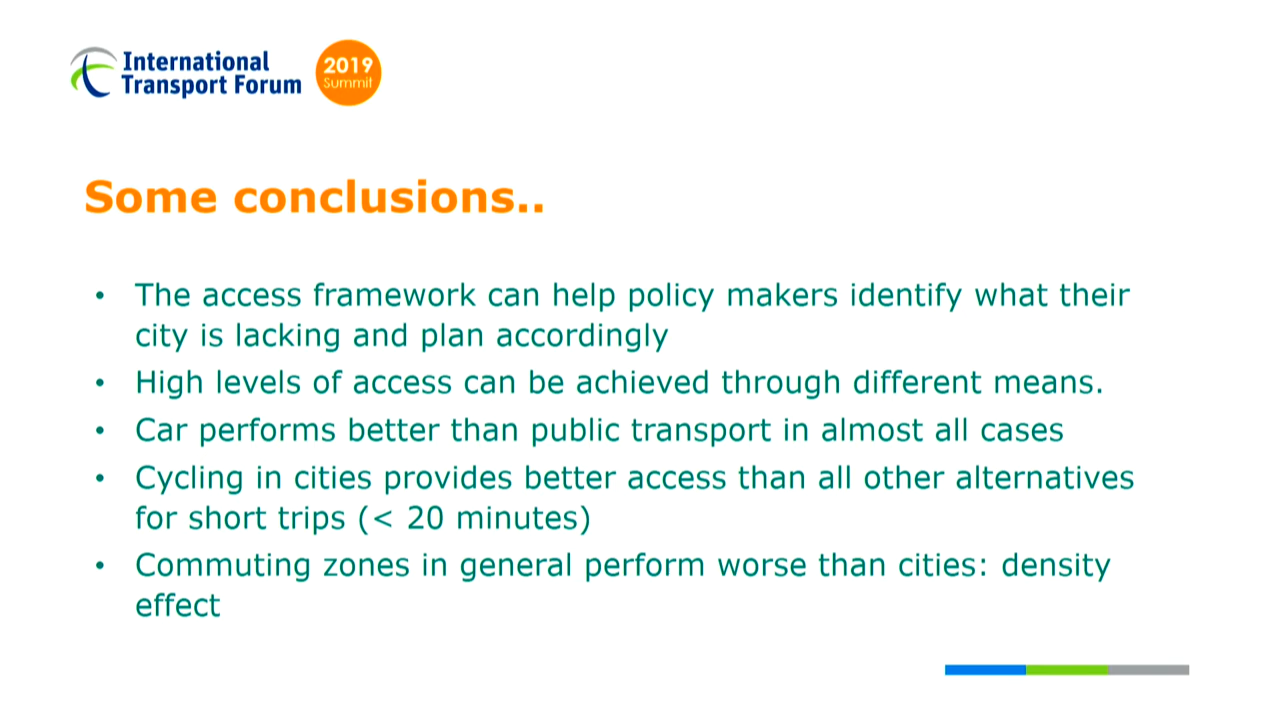 International
Transport Forum
2019
Summit
Some conclusions..
• The access framework can help policy makers identify what their
city is lacking and plan accordingly
• High levels of access can be achieved through different means.
• Car performs better than public transport in almost all cases
• Cycling in cities provides better access than all other alternatives
for short trips (< 20 minutes)
• Commuting zones in general perform worse than cities: density
effect